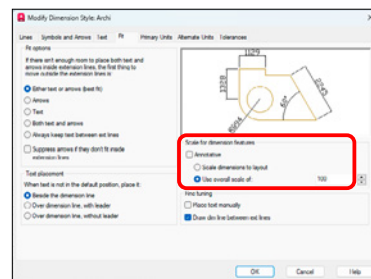 Modify Dimension Style: Archi
Lines Symbols and Arrows Text Fit Primary Units Alternate Units Tolerances
Fit options
If there isn't enough room to place both text and
arrows inside extension lines, the first thing to
move outside the extension lines is:
Either text or arrows (best fit)
Arrows
Text
Both text and arrows
Always keep text between ext lines
Suppress arrows if they don't fit inside
extension lines
Text placement
When text is not in the default position, place it:
Beside the dimension line
Over dimension line, with leader
Over dimension line, without leader
1129
1328
2245
60°
Scale for dimension features
Annotative
Scale dimensions to layout
Use overall scale of: 100
Fine tuning
Place text manually
Draw dim line between ext lines
OK Cancel Help